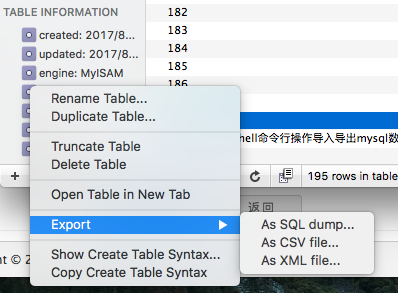 TABLE INFORMATION
created: 2017/8...
updated: 2017/8...
engine: MyISAM
182
183
184
185
186
hell命令行操作导入导出mysql数
Rename Table...
Duplicate Table...
Truncate Table
Delete Table
Open Table in New Tab
Export
Show Create Table Syntax...
Copy Create Table Syntax
As SQL dump...
As CSV file...
As XML file...
195 rows in table
返回
nt © 2